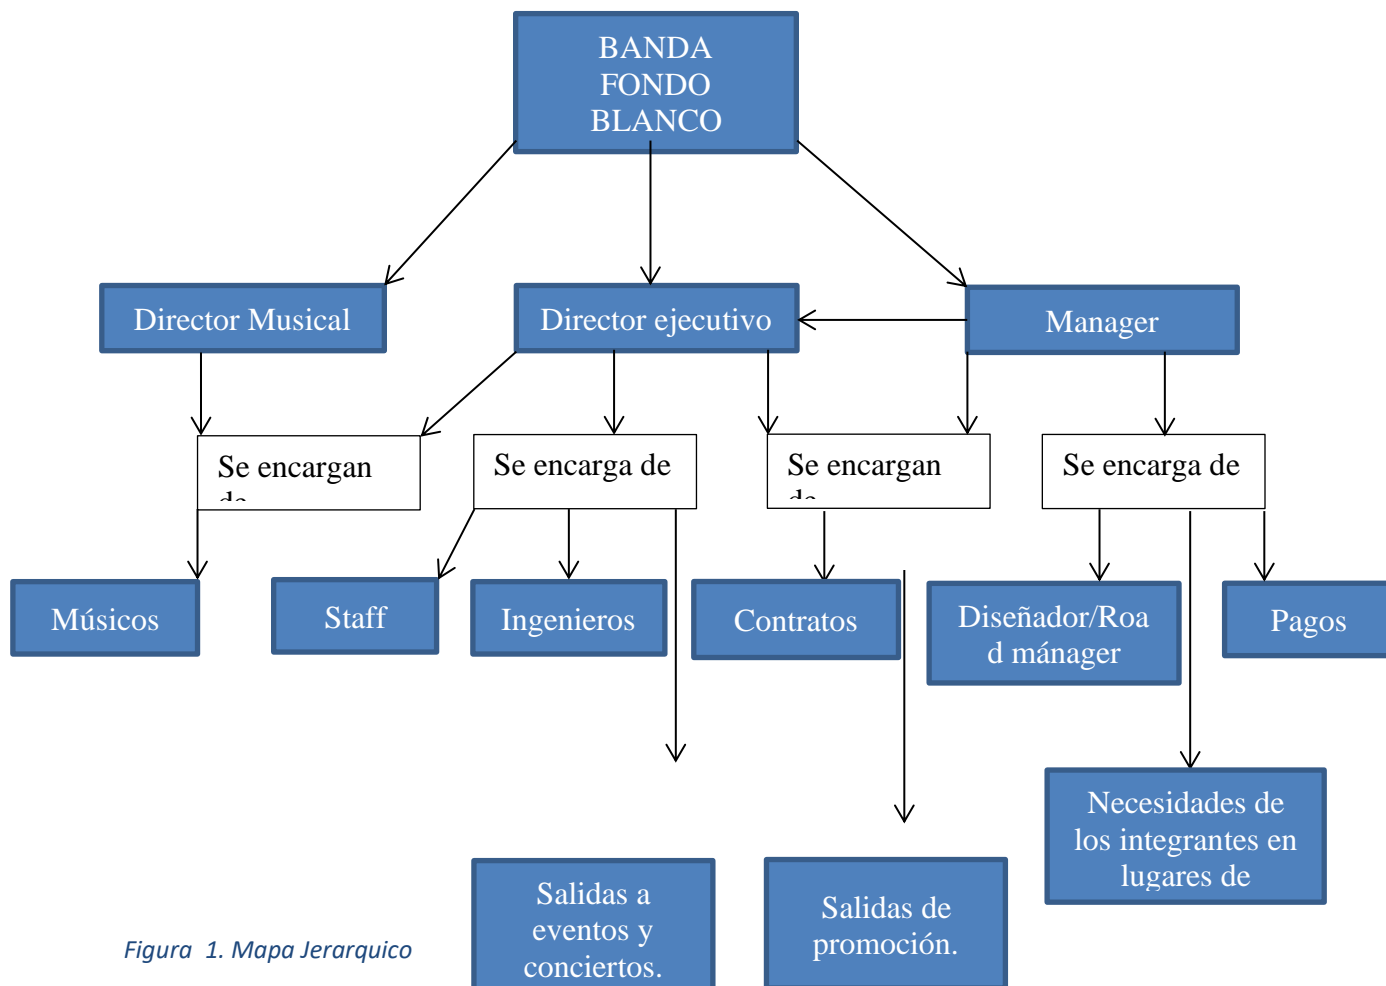 BANDA
FONDO
BLANCO
Director Musical
Director ejecutivo
Manager
Se encargan
de
Se encarga de
Se encargan
de
Se encarga de
Músicos
Staff
Ingenieros
Contratos
Diseñador/Roa
d mánager
Pagos
Necesidades de
los integrantes en
lugares de
Salidas a
eventos y
conciertos.
Salidas de
promoción.
Figura 1. Mapa Jerarquico